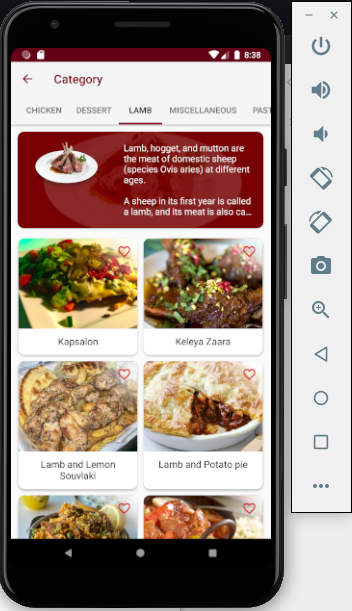 8:38
Category
CHICKEN DESSERT LAMB MISCELLANEOUS PAST
Lamb, hogget, and mutton are
the meat of domestic sheep
(species Ovis aries) at different
ages.
A sheep in its first year is called
a lamb, and its meat is also ca...
Kapsalon
Keleya Zaara
Lamb and Lemon
Souvlaki
Lamb and Potato pie